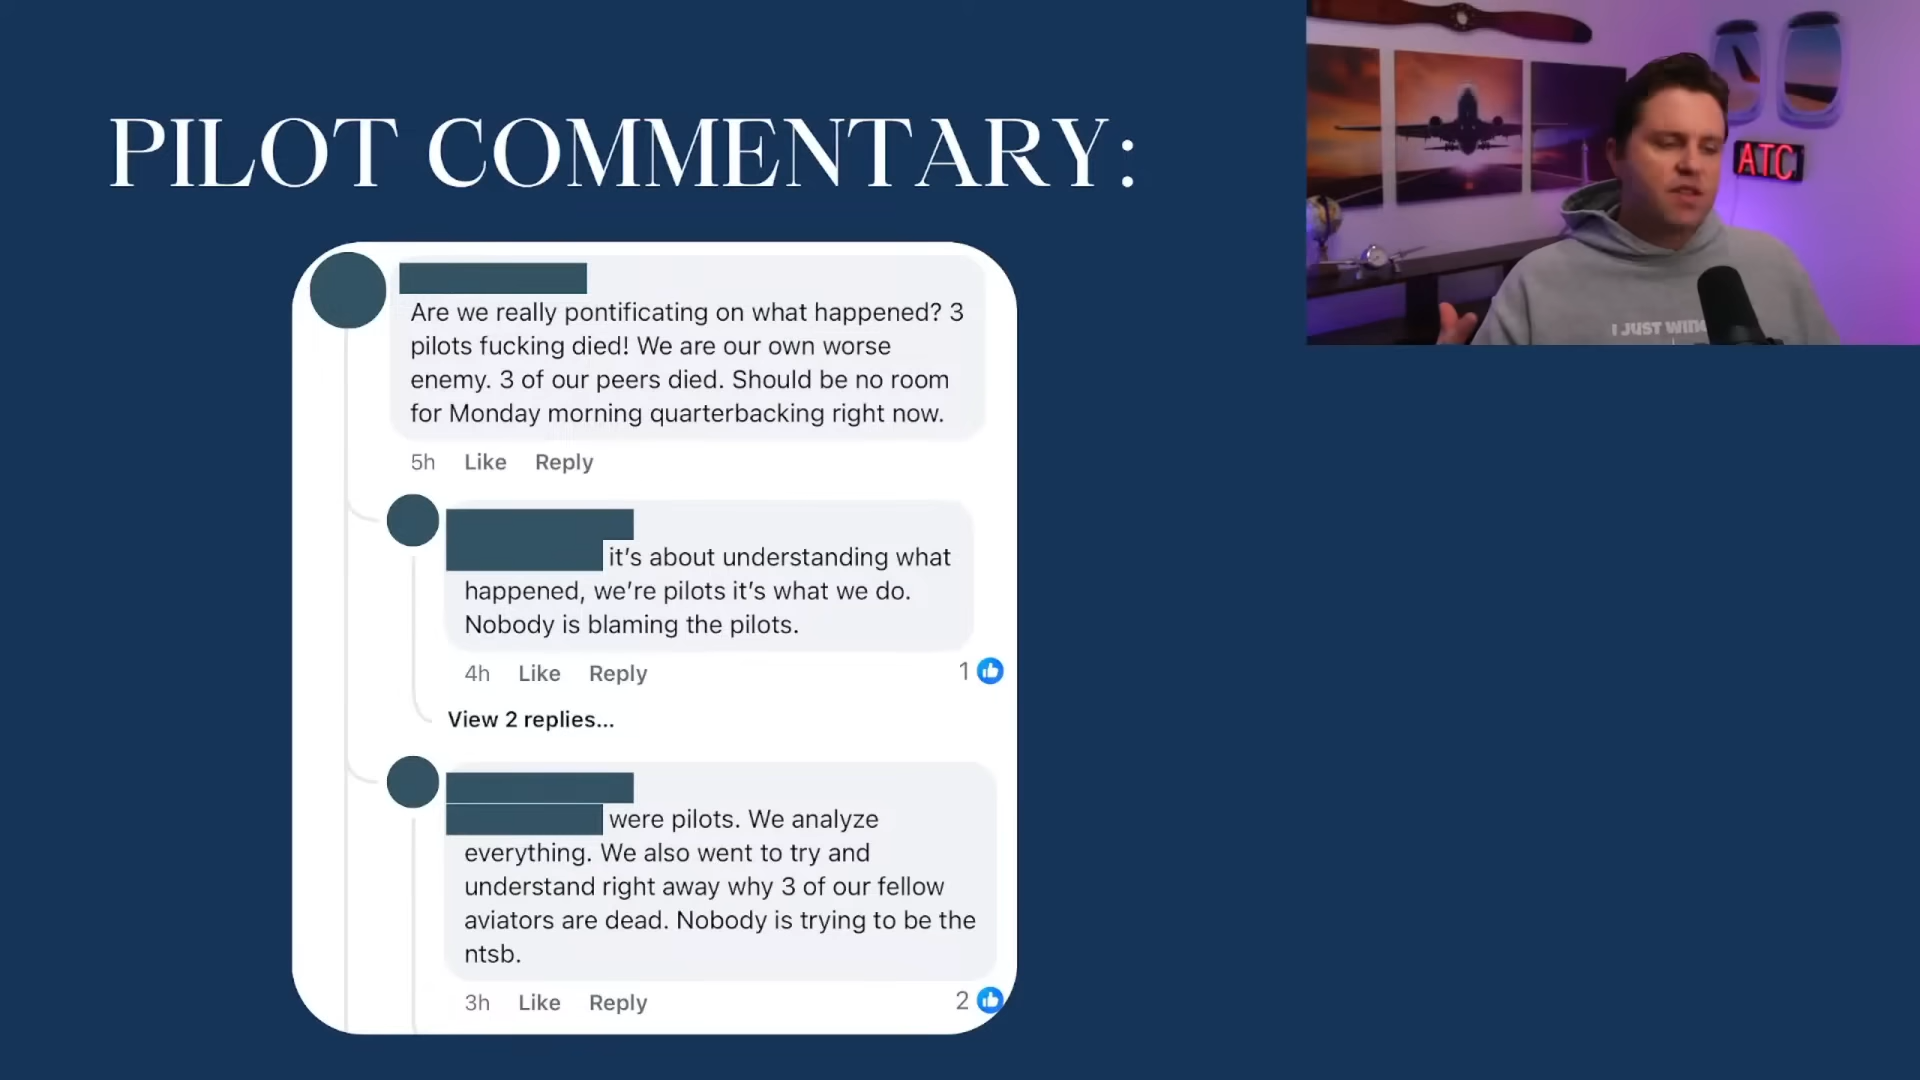 PILOT COMMENTARY:
ATC
I JUST WING
Are we really pontificating on what happened? 3
pilots fucking died! We are our own worse
enemy. 3 of our peers died. Should be no room
for Monday morning quarterbacking right now.
5h Like Reply
it's about understanding what
happened, we're pilots it's what we do.
Nobody is blaming the pilots.
4h Like Reply 1
View 2 replies...
were pilots. We analyze
everything. We also went to try and
understand right away why 3 of our fellow
aviators are dead. Nobody is trying to be the
ntsb.
3h Like Reply 2